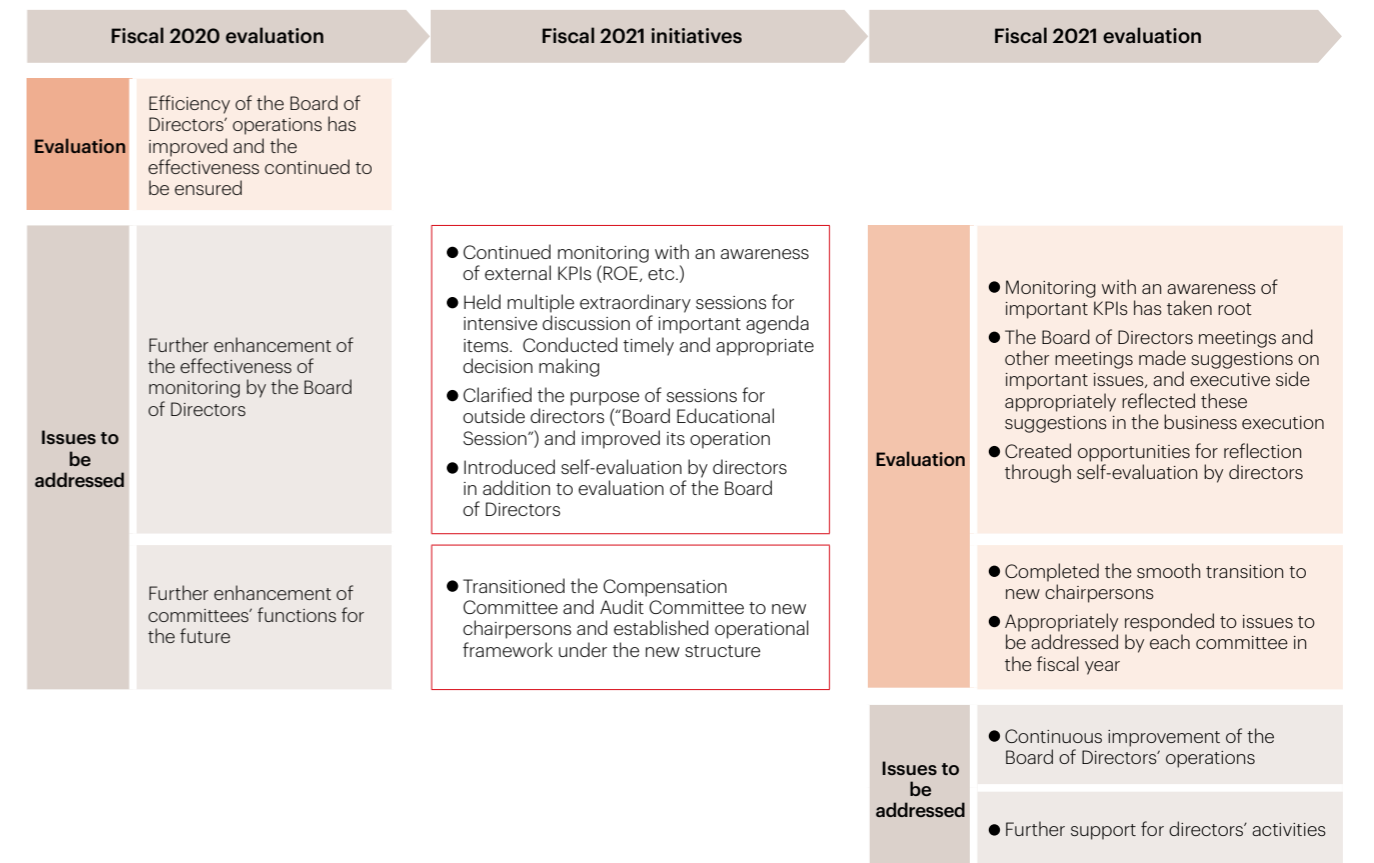 Fiscal 2020 evaluation
Fiscal 2021 initiatives
Fiscal 2021 evaluation
Evaluation
Efficiency of the Board of
Directors’ operations has
improved and the
effectiveness continued to
be ensured
Issues to
be
addressed
Further enhancement of
the effectiveness of
monitoring by the Board
of Directors
● Continued monitoring with an awareness
of external KPIs (ROE, etc.)
● Held multiple extraordinary sessions for
intensive discussion of important agenda
items.  Conducted timely and appropriate
decision making
● Clarified the purpose of sessions for
outside directors (“Board Educational
Session”) and improved its operation
● Introduced self-evaluation by directors
in addition to evaluation of the Board
of Directors
Evaluation
● Monitoring with an awareness of
important KPIs has taken root
● The Board of Directors meetings and
other meetings made suggestions on
important issues, and executive side
appropriately reflected these
suggestions in the business execution
● Created opportunities for reflection
through self-evaluation by directors
Further enhancement of
committees’ functions for
the future
● Transitioned the Compensation
Committee and Audit Committee to new
chairpersons and established operational
framework under the new structure
● Completed the smooth transition to
new chairpersons
● Appropriately responded to issues to
be addressed by each committee in
the fiscal year
Issues to
be
addressed
● Continuous improvement of the
Board of Directors’ operations
● Further support for directors’ activities